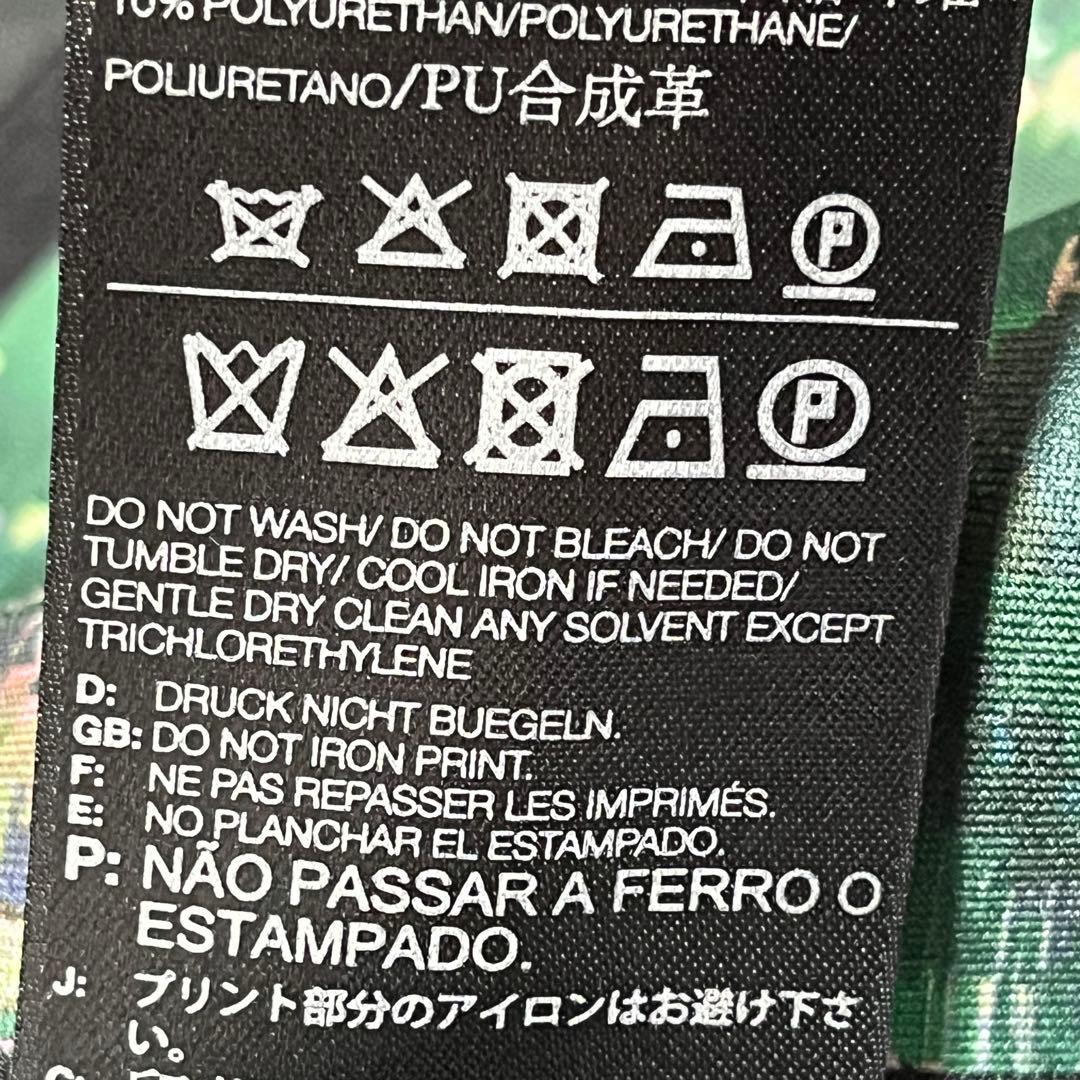 10% POLYURETHAN/POLYURETHANE/
POLIURETANO/PU合成革
P
P
DO NOT WASH/ DO NOT BLEACH/ DO NOT
TUMBLE DRY/ COOL IRON IF NEEDED/
GENTLE DRY CLEAN ANY SOLVENT EXCEPT
TRICHLORETHYLENE
D: DRUCK NICHT BUEGELN.
GB: DO NOT IRON PRINT.
F: NE PAS REPASSER LES IMPRIMÉS.
E: NO PLANCHAR EL ESTAMPADO.
P: NÃO PASSAR A FERRO O
ESTAMPADO.
J: プリント部分のアイロンはお避け下さ
い。